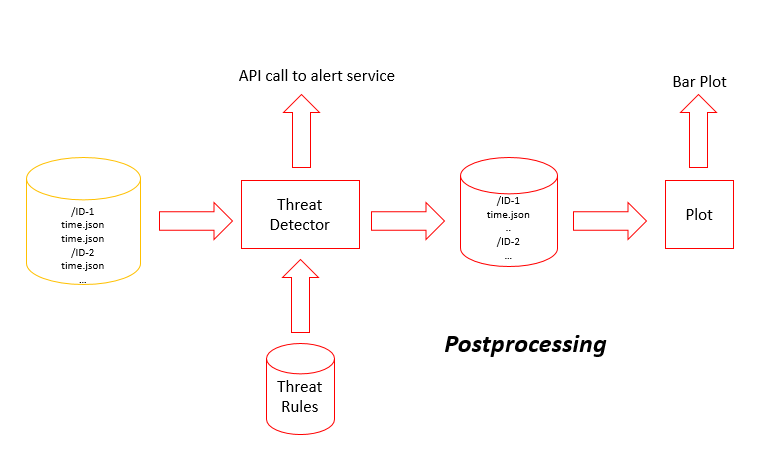 API call to alert service
Bar Plot
/ID-1
time.json
time.json
/ID-2
time.json
...
Threat
Detector
/ID-1
time.json
..
/ID-2
...
Plot
Threat
Rules
Postprocessing